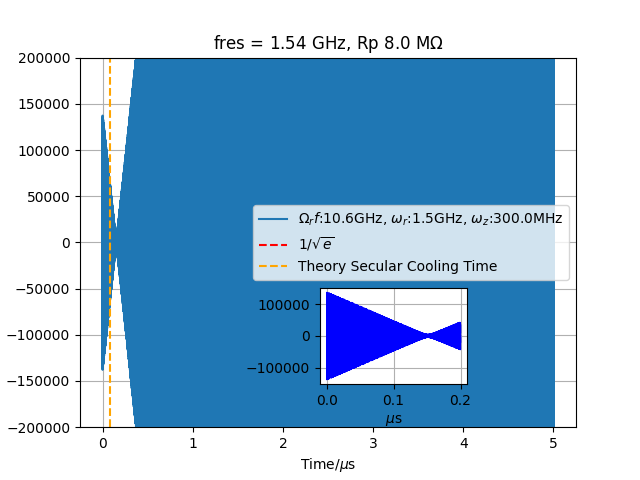 fres = 1.54 GHz, Rp 8.0 MΩ
200000
150000
100000
50000
0
−50000
−100000
−150000
−200000
Ω_rf:10.6GHz, ω_r:1.5GHz, ω_z:300.0MHz
1/√e
Theory Secular Cooling Time
100000
0
−100000
0.0 0.1 0.2
μs
0 1 2 3 4 5
Time/μs